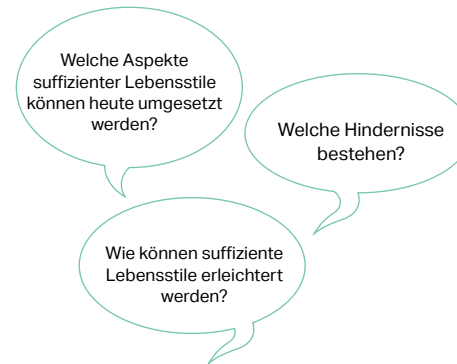 Welche Aspekte
suffizienter Lebensstile
können heute umgesetzt
werden?
Welche Hindernisse
bestehen?
Wie können suffiziente
Lebensstile erleichtert
werden?